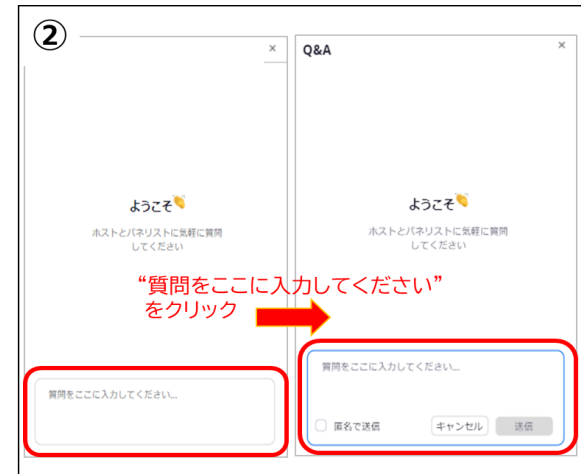 ②
×
ようこそ👏
ホストとパネリストに気軽に質問
してください
質問をここに入力してください...
Q&A
×
ようこそ👏
ホストとパネリストに気軽に質問
してください
“質問をここに入力してください”
をクリック
質問をここに入力してください...
匿名で送信
キャンセル
送信